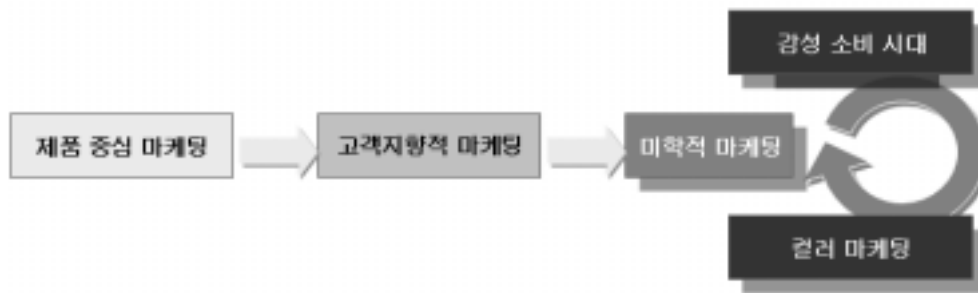 감성 소비 시대
제품 중심 마케팅
고객지향적 마케팅
미학적 마케팅
컬러 마케팅